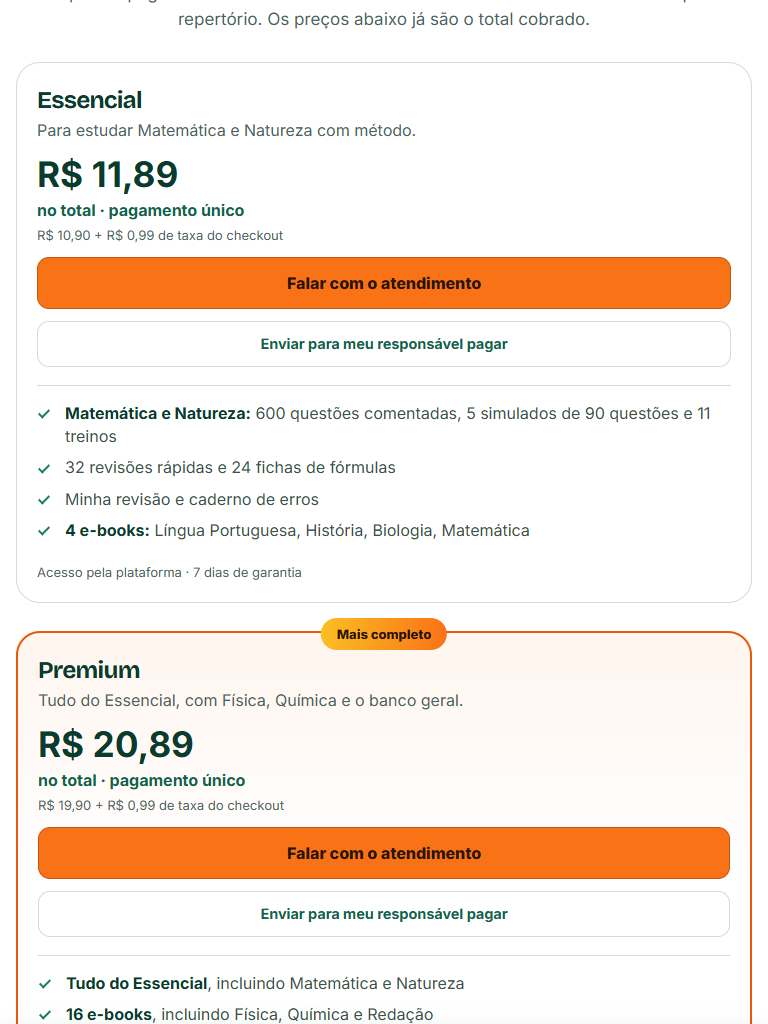 repertório. Os preços abaixo já são o total cobrado.
Essencial
Para estudar Matemática e Natureza com método.
R$ 11,89
no total · pagamento único
R$ 10,90 + R$ 0,99 de taxa do checkout
Falar com o atendimento
Enviar para meu responsável pagar
Matemática e Natureza: 600 questões comentadas, 5 simulados de 90 questões e 11
treinos
32 revisões rápidas e 24 fichas de fórmulas
Minha revisão e caderno de erros
4 e-books: Língua Portuguesa, História, Biologia, Matemática
Acesso pela plataforma · 7 dias de garantia
Mais completo
Premium
Tudo do Essencial, com Física, Química e o banco geral.
R$ 20,89
no total · pagamento único
R$ 19,90 + R$ 0,99 de taxa do checkout
Falar com o atendimento
Enviar para meu responsável pagar
Tudo do Essencial, incluindo Matemática e Natureza
16 e-books, incluindo Física, Química e Redação